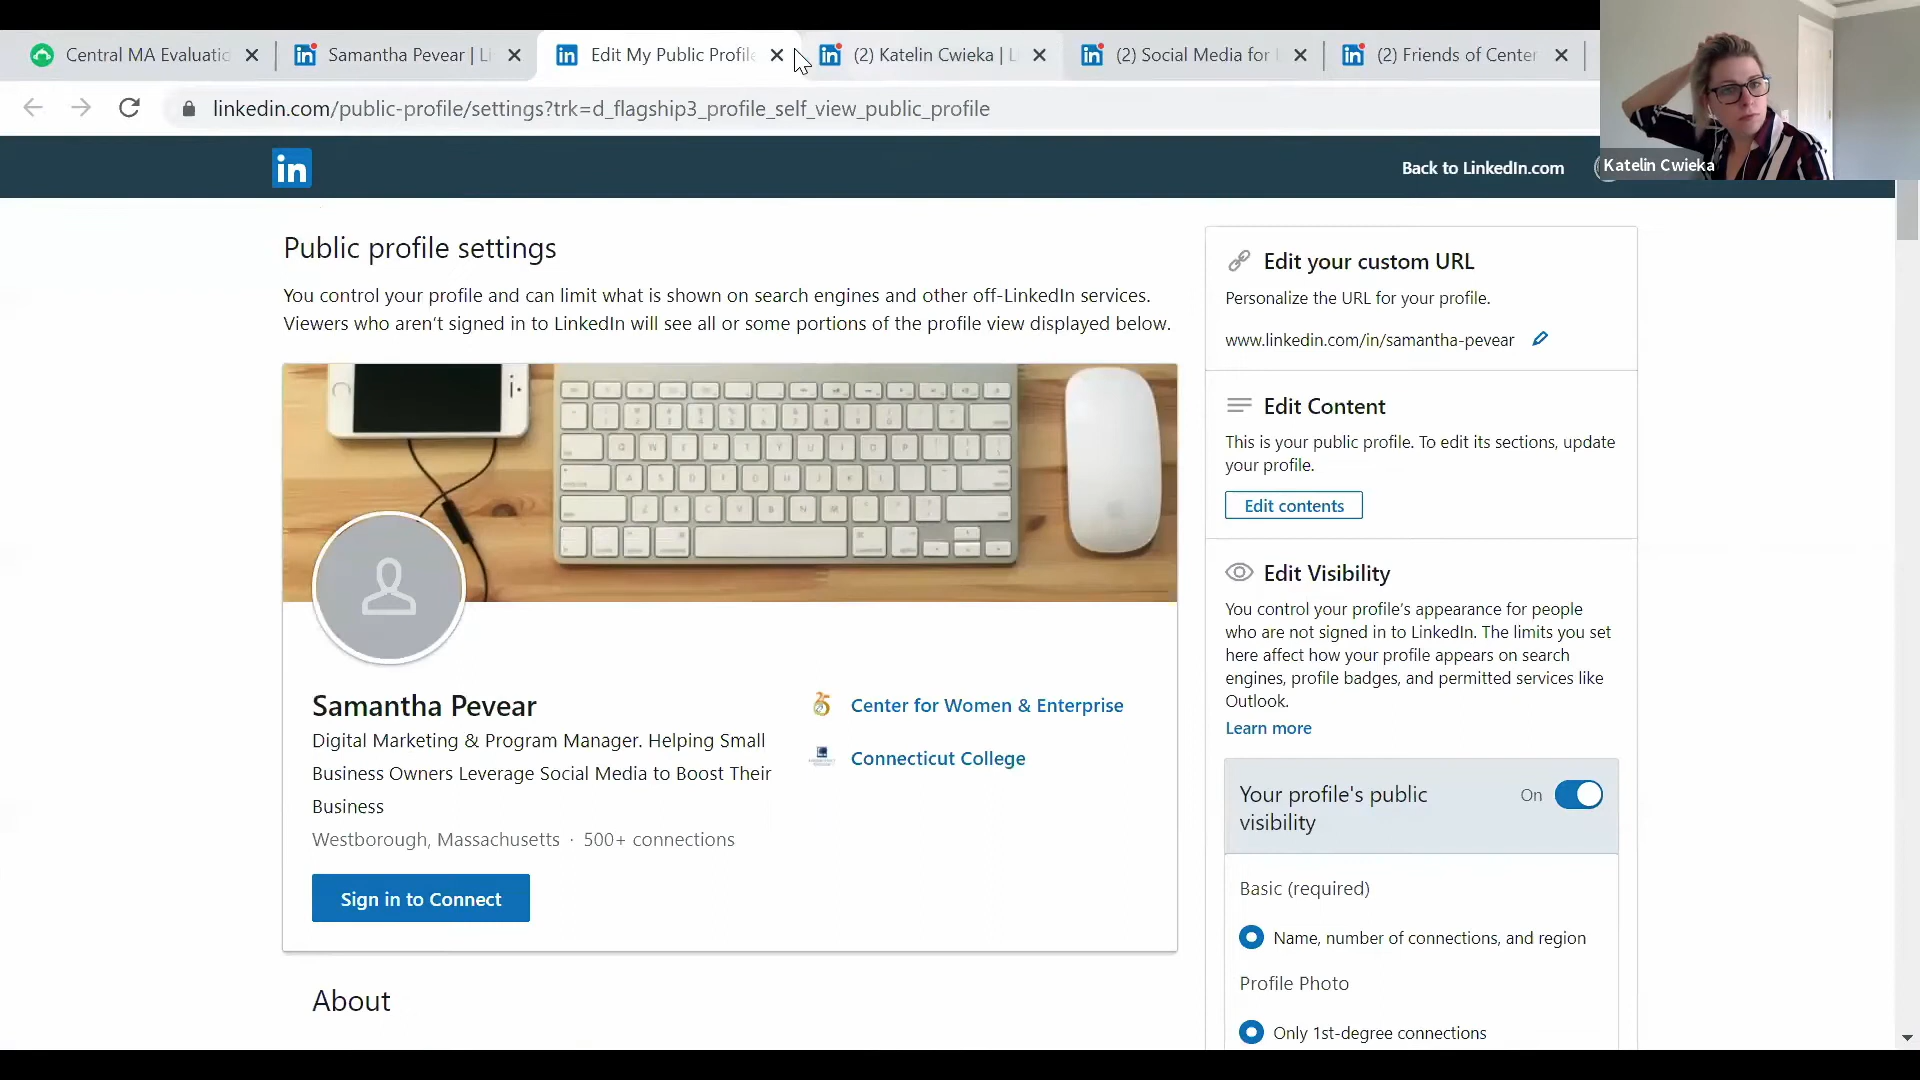 Central MA Evaluatic
Samantha Pevear | Li
Edit My Public Profile
(2) Katelin Cwieka | L
(2) Social Media for
(2) Friends of Center
linkedin.com/public-profile/settings?trk=d_flagship3_profile_self_view_public_profile
Katelin Cwieka
in
Back to LinkedIn.com
Public profile settings
You control your profile and can limit what is shown on search engines and other off-LinkedIn services.
Viewers who aren't signed in to LinkedIn will see all or some portions of the profile view displayed below.
Samantha Pevear
Digital Marketing & Program Manager. Helping Small
Business Owners Leverage Social Media to Boost Their
Business
Westborough, Massachusetts · 500+ connections
Center for Women & Enterprise
Connecticut College
Sign in to Connect
About
Edit your custom URL
Personalize the URL for your profile.
www.linkedin.com/in/samantha-pevear
Edit Content
This is your public profile. To edit its sections, update
your profile.
Edit contents
Edit Visibility
You control your profile's appearance for people
who are not signed in to LinkedIn. The limits you set
here affect how your profile appears on search
engines, profile badges, and permitted services like
Outlook.
Learn more
Your profile's public
visibility
On
Basic (required)
Name, number of connections, and region
Profile Photo
Only 1st-degree connections